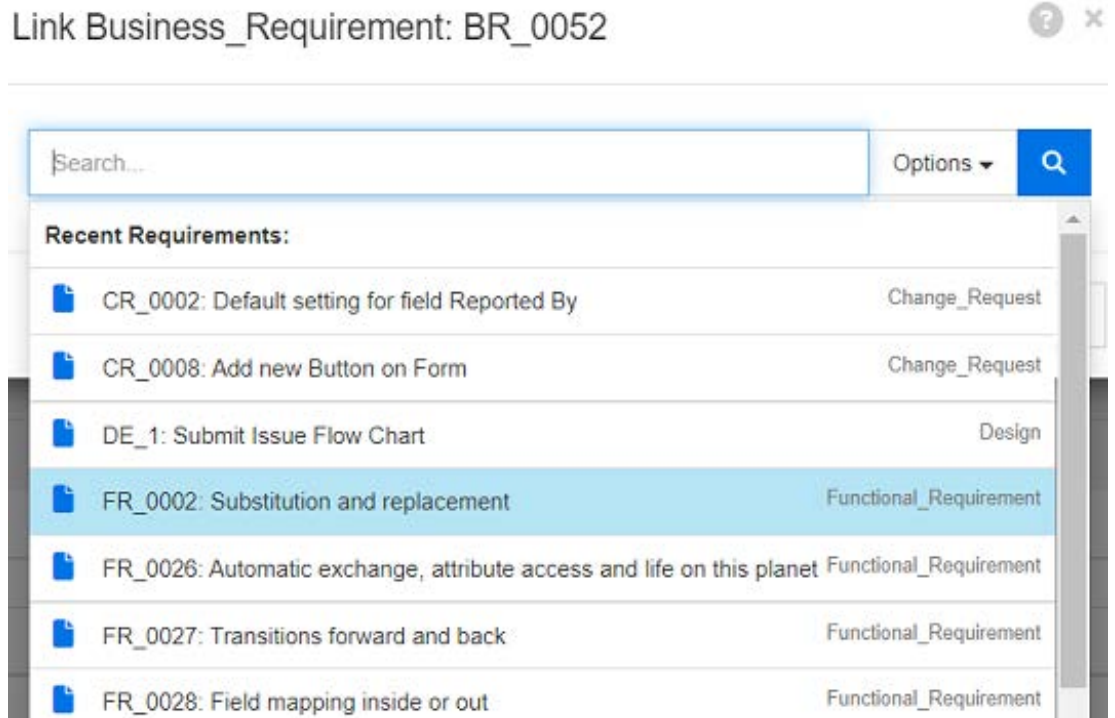 Link Business_Requirement: BR_0052
Search...
Options
Recent Requirements:
CR_0002: Default setting for field Reported By Change_Request
CR_0008: Add new Button on Form Change_Request
DE_1: Submit Issue Flow Chart Design
FR_0002: Substitution and replacement Functional_Requirement
FR_0026: Automatic exchange, attribute access and life on this planet Functional_Requirement
FR_0027: Transitions forward and back Functional_Requirement
FR_0028: Field mapping inside or out Functional_Requirement